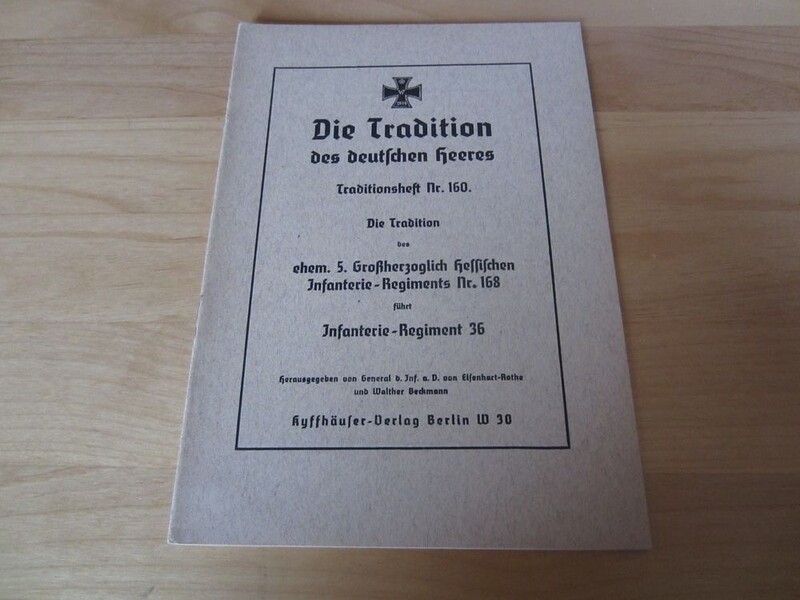 Die Tradition
des deutschen Heeres
Traditionsheft Nr. 160.
Die Tradition
des
ehem. 5. Großherzoglich Hessischen
Infanterie-Regiments Nr. 168
führt
Infanterie-Regiment 36
Herausgegeben von General d. Inf. a. D. von Eisenhart-Rothe
und Walther Beckmann
Kyffhäuser-Verlag Berlin W 30